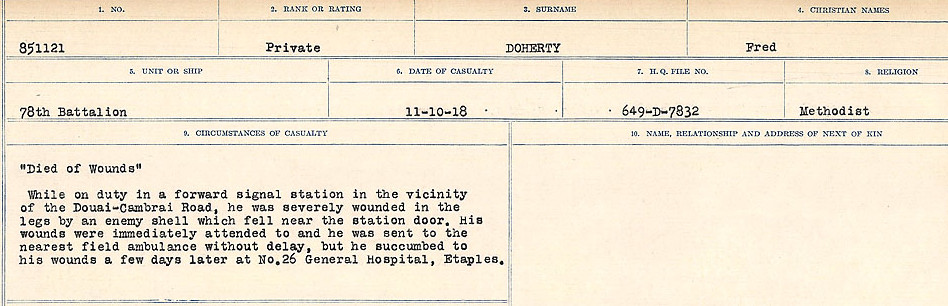 1. NO. 2. RANK OR RATING 3. SURNAME 4. CHRISTIAN NAMES
851121 Private DOHERTY Fred
5. UNIT OR SHIP 6. DATE OF CASUALTY 7. H.Q. FILE NO. 8. RELIGION
78th Battalion 11-10-18 649-D-7832 Methodist
9. CIRCUMSTANCES OF CASUALTY 10. NAME, RELATIONSHIP AND ADDRESS OF NEXT OF KIN
"Died of Wounds"
While on duty in a forward signal station in the vicinity
of the Douai-Cambrai Road, he was severely wounded in the
legs by an enemy shell which fell near the station door. His
wounds were immediately attended to and he was sent to the
nearest field ambulance without delay, but he succumbed to
his wounds a few days later at No.26 General Hospital, Etaples.